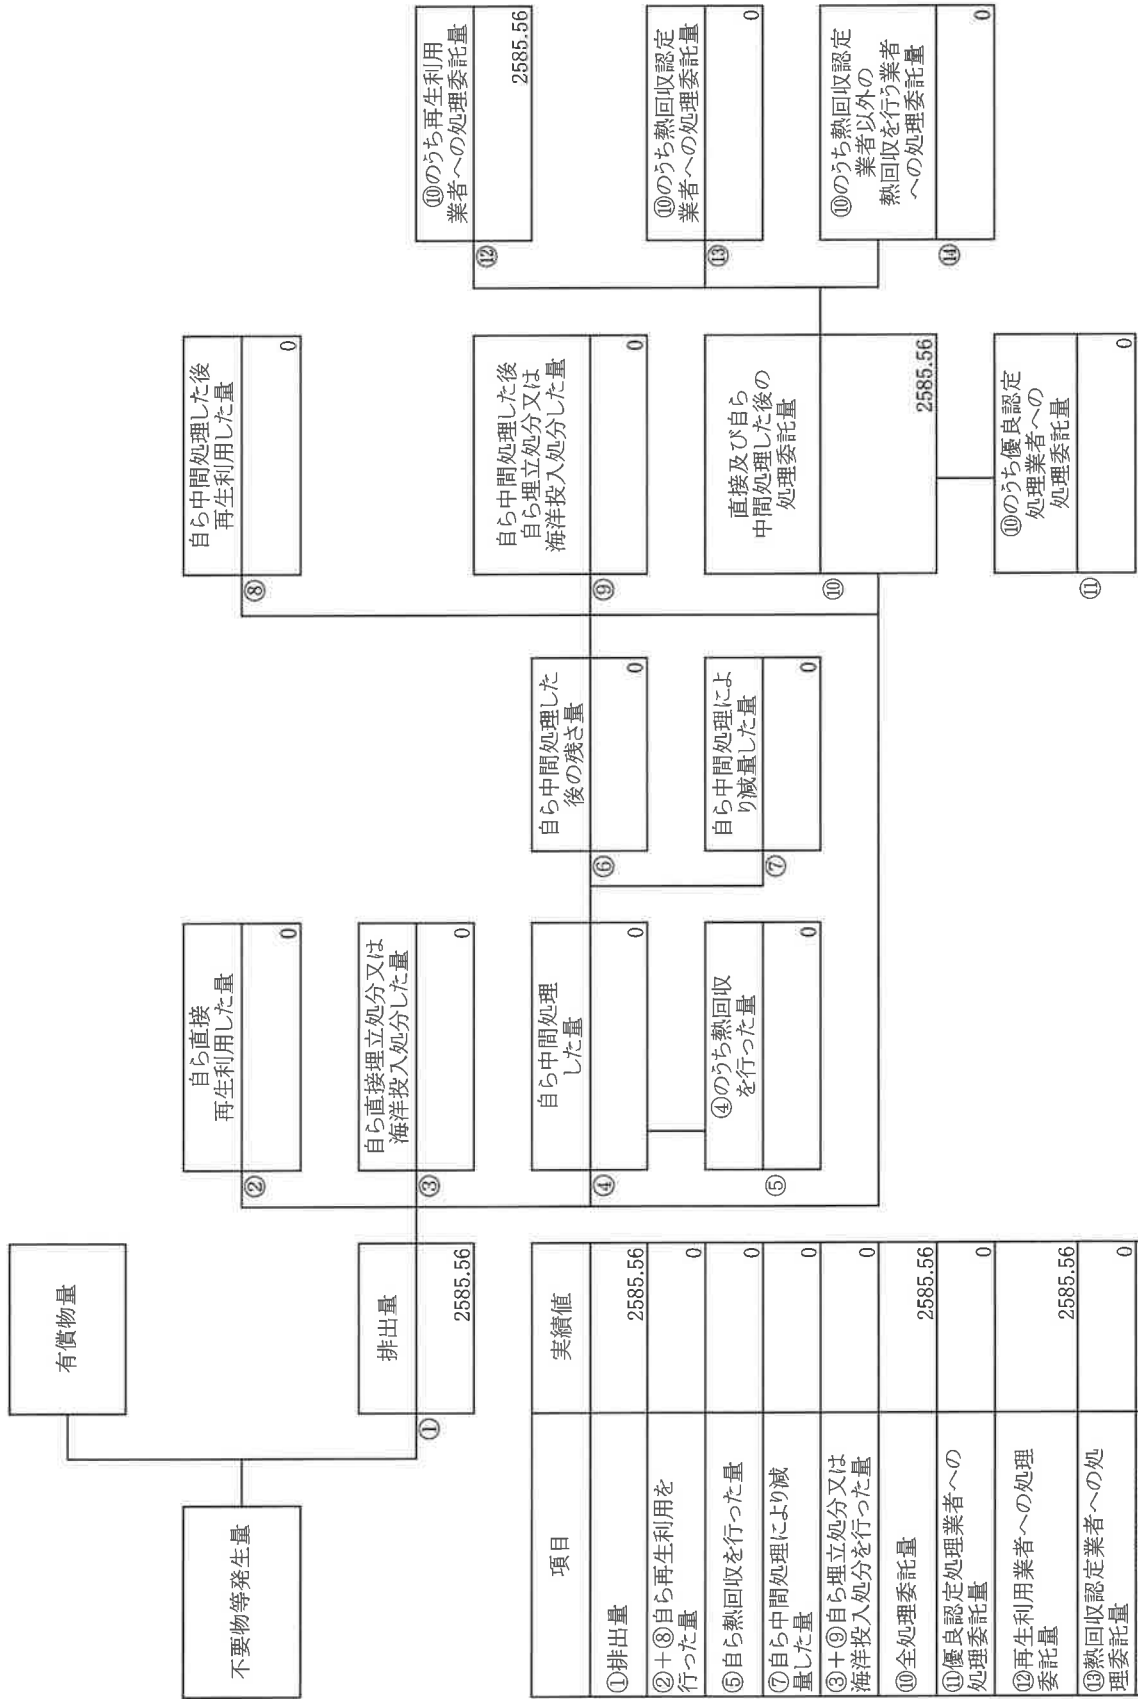 不要物等発生量
有償物量
①
排出量
2585.56
②
自ら直接
再生利用した量
0
③
自ら直接埋立処分又は
海洋投入処分した量
0
④
自ら中間処理
した量
0
⑤
④のうち熱回収
を行った量
0
⑥
自ら中間処理した
後の残さ量
0
⑦
自ら中間処理によ
り減量した量
0
⑧
自ら中間処理した後
再生利用した量
0
⑨
自ら中間処理した後
自ら埋立処分又は
海洋投入処分した量
0
⑩
直接及び自ら
中間処理した後の
処理委託量
2585.56
⑪
⑩のうち優良認定
処理業者への
処理委託量
0
⑫
⑩のうち再生利用
業者への処理委託量
2585.56
⑬
⑩のうち熱回収認定
業者への処理委託量
0
⑭
⑩のうち熱回収認定
業者以外の
熱回収を行う業者
への処理委託量
0
項目 実績値
①排出量 2585.56
②+⑧自ら再生利用を
行った量 0
⑤自ら熱回収を行った量 0
⑦自ら中間処理により減
量した量 0
③+⑨自ら埋立処分又は
海洋投入処分を行った量 0
⑩全処理委託量 2585.56
⑪優良認定処理業者への
処理委託量 0
⑫再生利用業者への処理
委託量 2585.56
⑬熱回収認定業者への処
理委託量 0